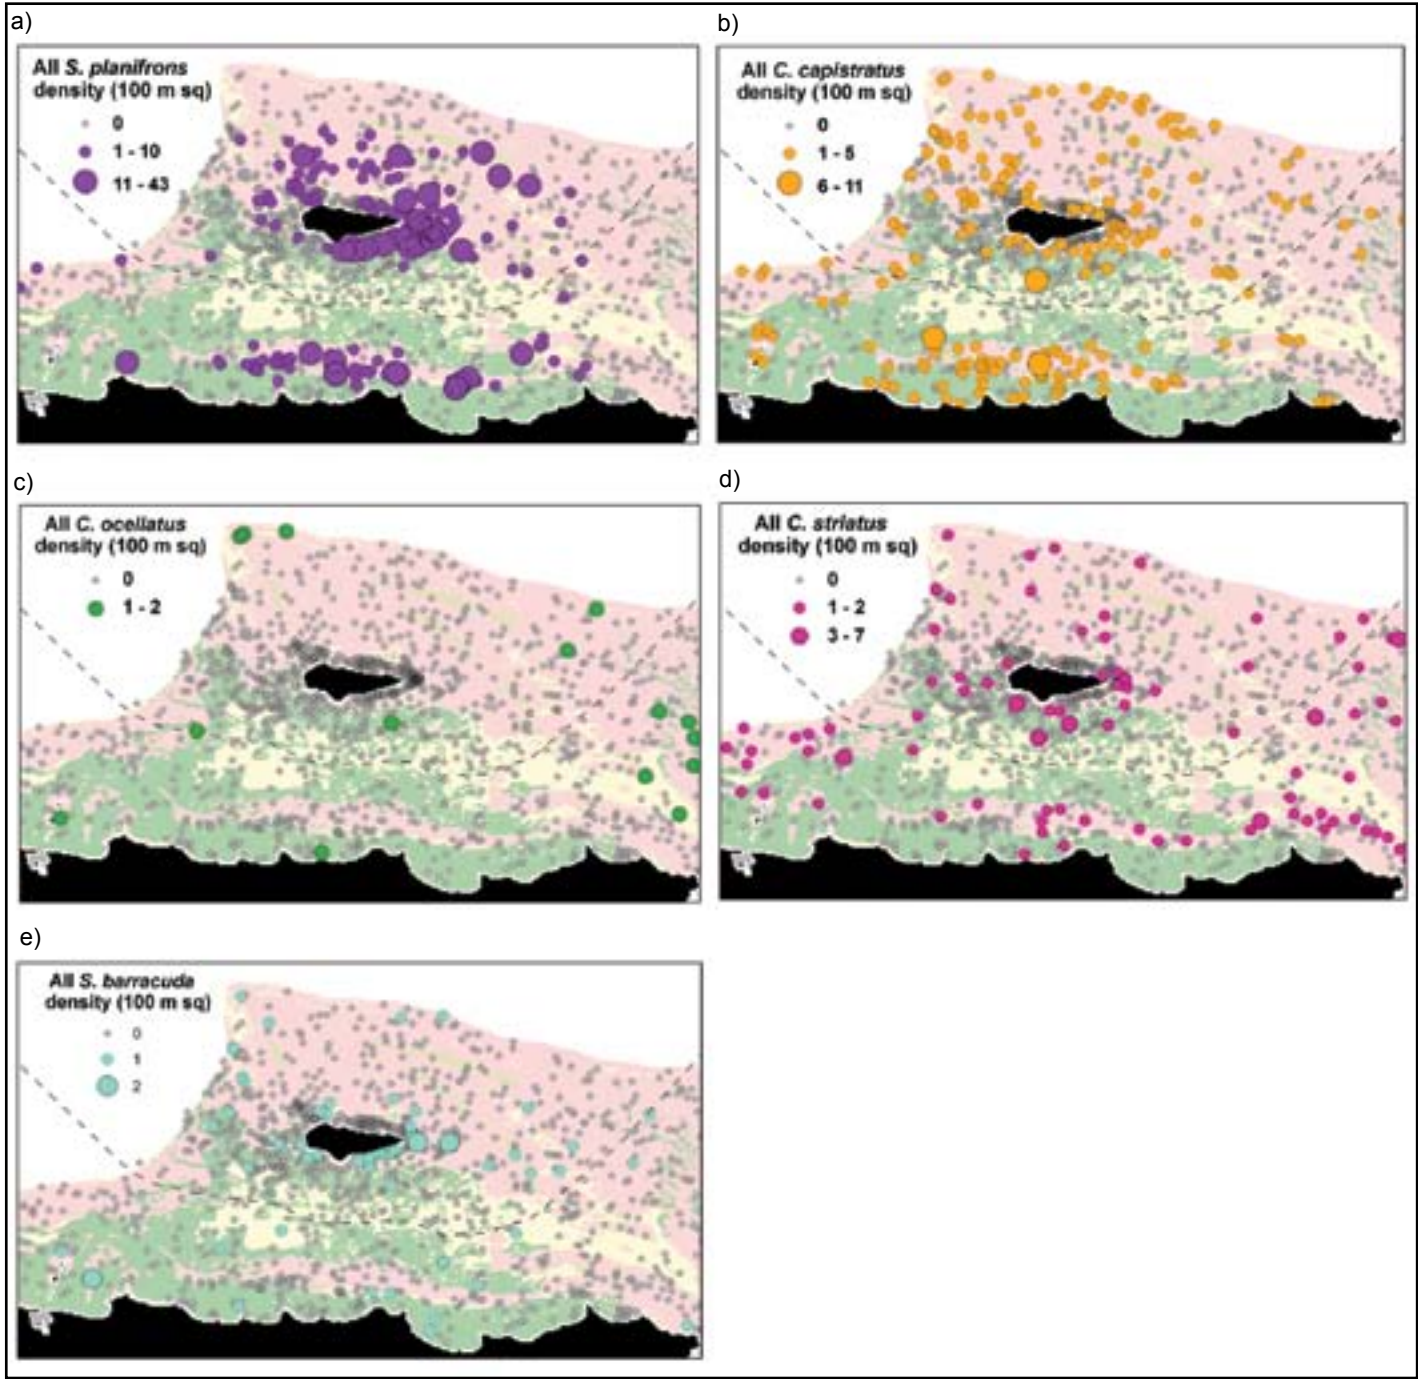 a)
All S. planifrons
density (100 m sq)
0
1 - 10
11 - 43
b)
All C. capistratus
density (100 m sq)
0
1 - 5
6 - 11
c)
All C. ocellatus
density (100 m sq)
0
1 - 2
d)
All C. striatus
density (100 m sq)
0
1 - 2
3 - 7
e)
All S. barracuda
density (100 m sq)
0
1
2